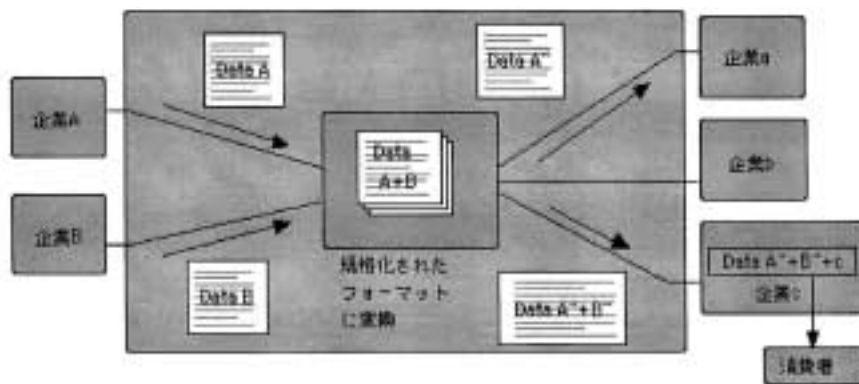 Data A
Data A''
企業a
企業A
Data
A+B
企業b
企業B
規格化された
フォーマット
に変換
Data B
Data A''+B''
Data A''+B''+c
企業c
消費者